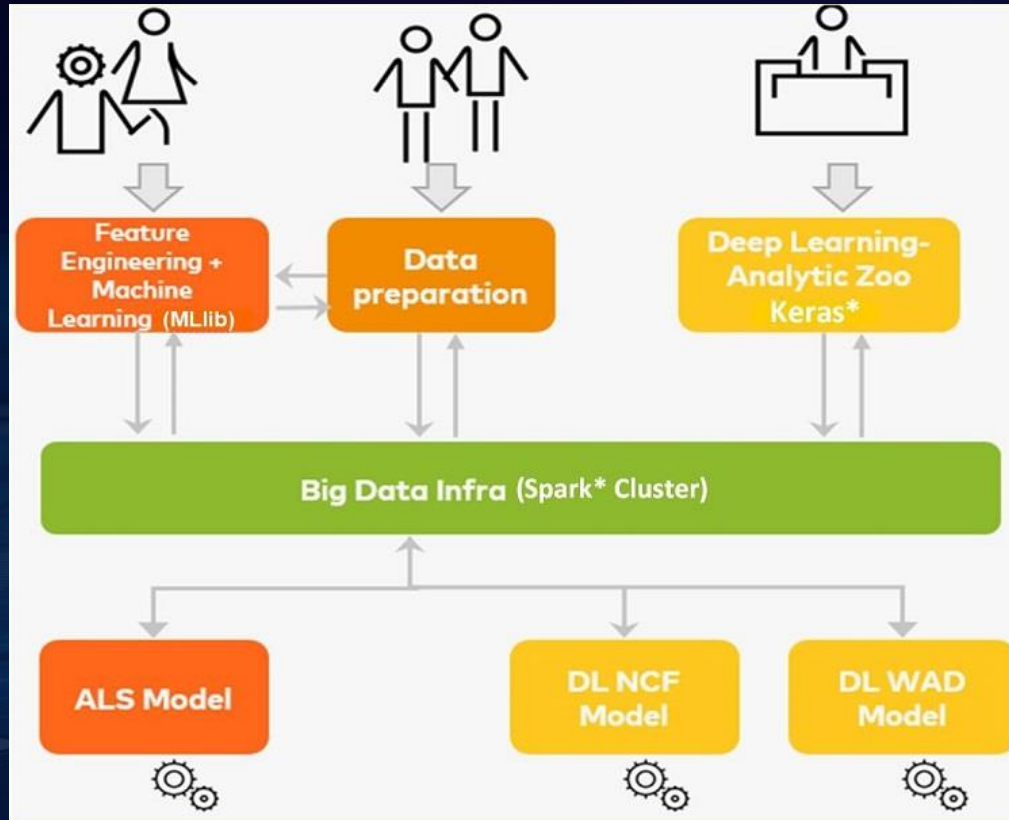 Feature
Engineering +
Machine
Learning (MLlib)
Data
preparation
Deep Learning-
Analytic Zoo
Keras*
Big Data Infra (Spark* Cluster)
ALS Model
DL NCF
Model
DL WAD
Model